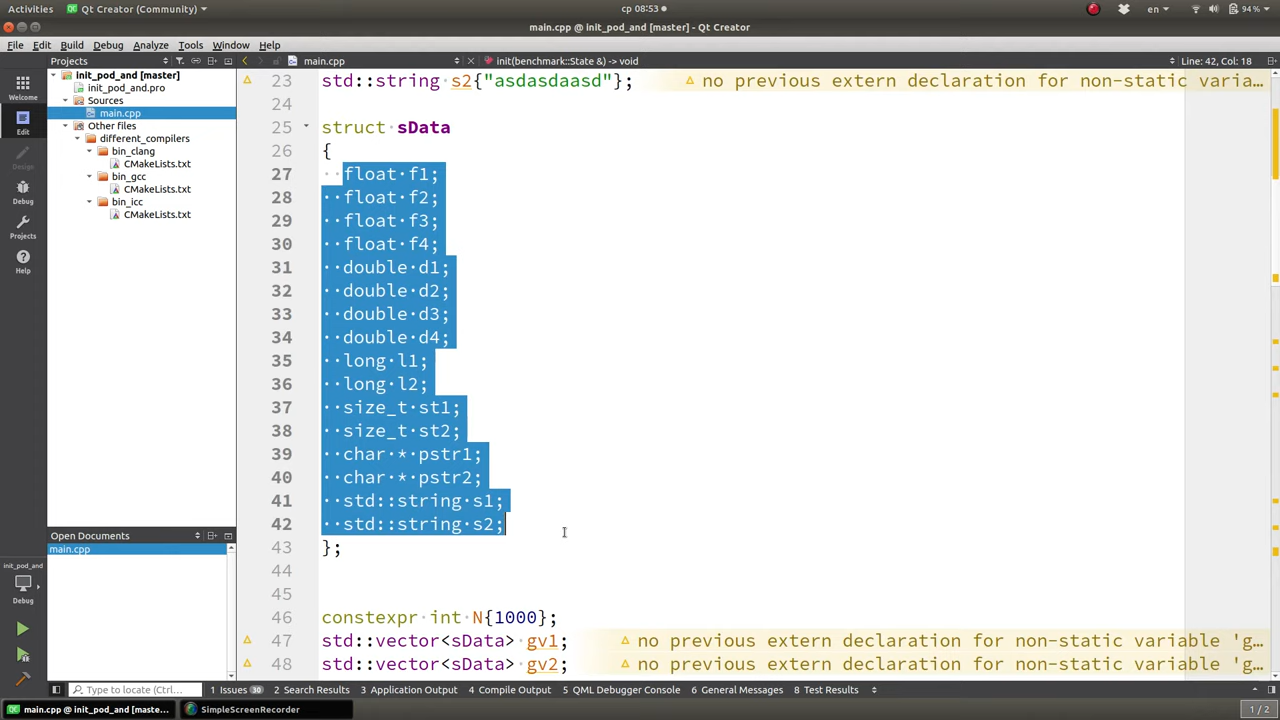 Activities Qt Creator (Community) ср 08:53 en 94 %
main.cpp @ init_pod_and [master] - Qt Creator
File Edit Build Debug Analyze Tools Window Help
Projects main.cpp init(benchmark::State &) -> void Line: 42, Col: 18
Welcome
Edit
Design
Debug
Projects
Help
init_pod_and [master]
init_pod_and.pro
Sources
main.cpp
Other files
different_compilers
bin_clang
CMakeLists.txt
bin_gcc
CMakeLists.txt
bin_icc
CMakeLists.txt
Open Documents
main.cpp
init_pod_and
Debug
23 std::string s2{"asdasdaasd"}; no previous extern declaration for non-static varia…
24
25 struct sData
26 {
27 float f1;
28 float f2;
29 float f3;
30 float f4;
31 double d1;
32 double d2;
33 double d3;
34 double d4;
35 long l1;
36 long l2;
37 size_t st1;
38 size_t st2;
39 char * pstr1;
40 char * pstr2;
41 std::string s1;
42 std::string s2;
43 };
44
45
46 constexpr int N{1000};
47 std::vector<sData> gv1; no previous extern declaration for non-static variable 'g…
48 std::vector<sData> gv2; no previous extern declaration for non-static variable 'g…
Type to locate (Ctrl… 1 Issues 30 2 Search Results 3 Application Output 4 Compile Output 5 QML Debugger Console 6 General Messages 8 Test Results
main.cpp @ init_pod_and [master… SimpleScreenRecorder 1 / 2